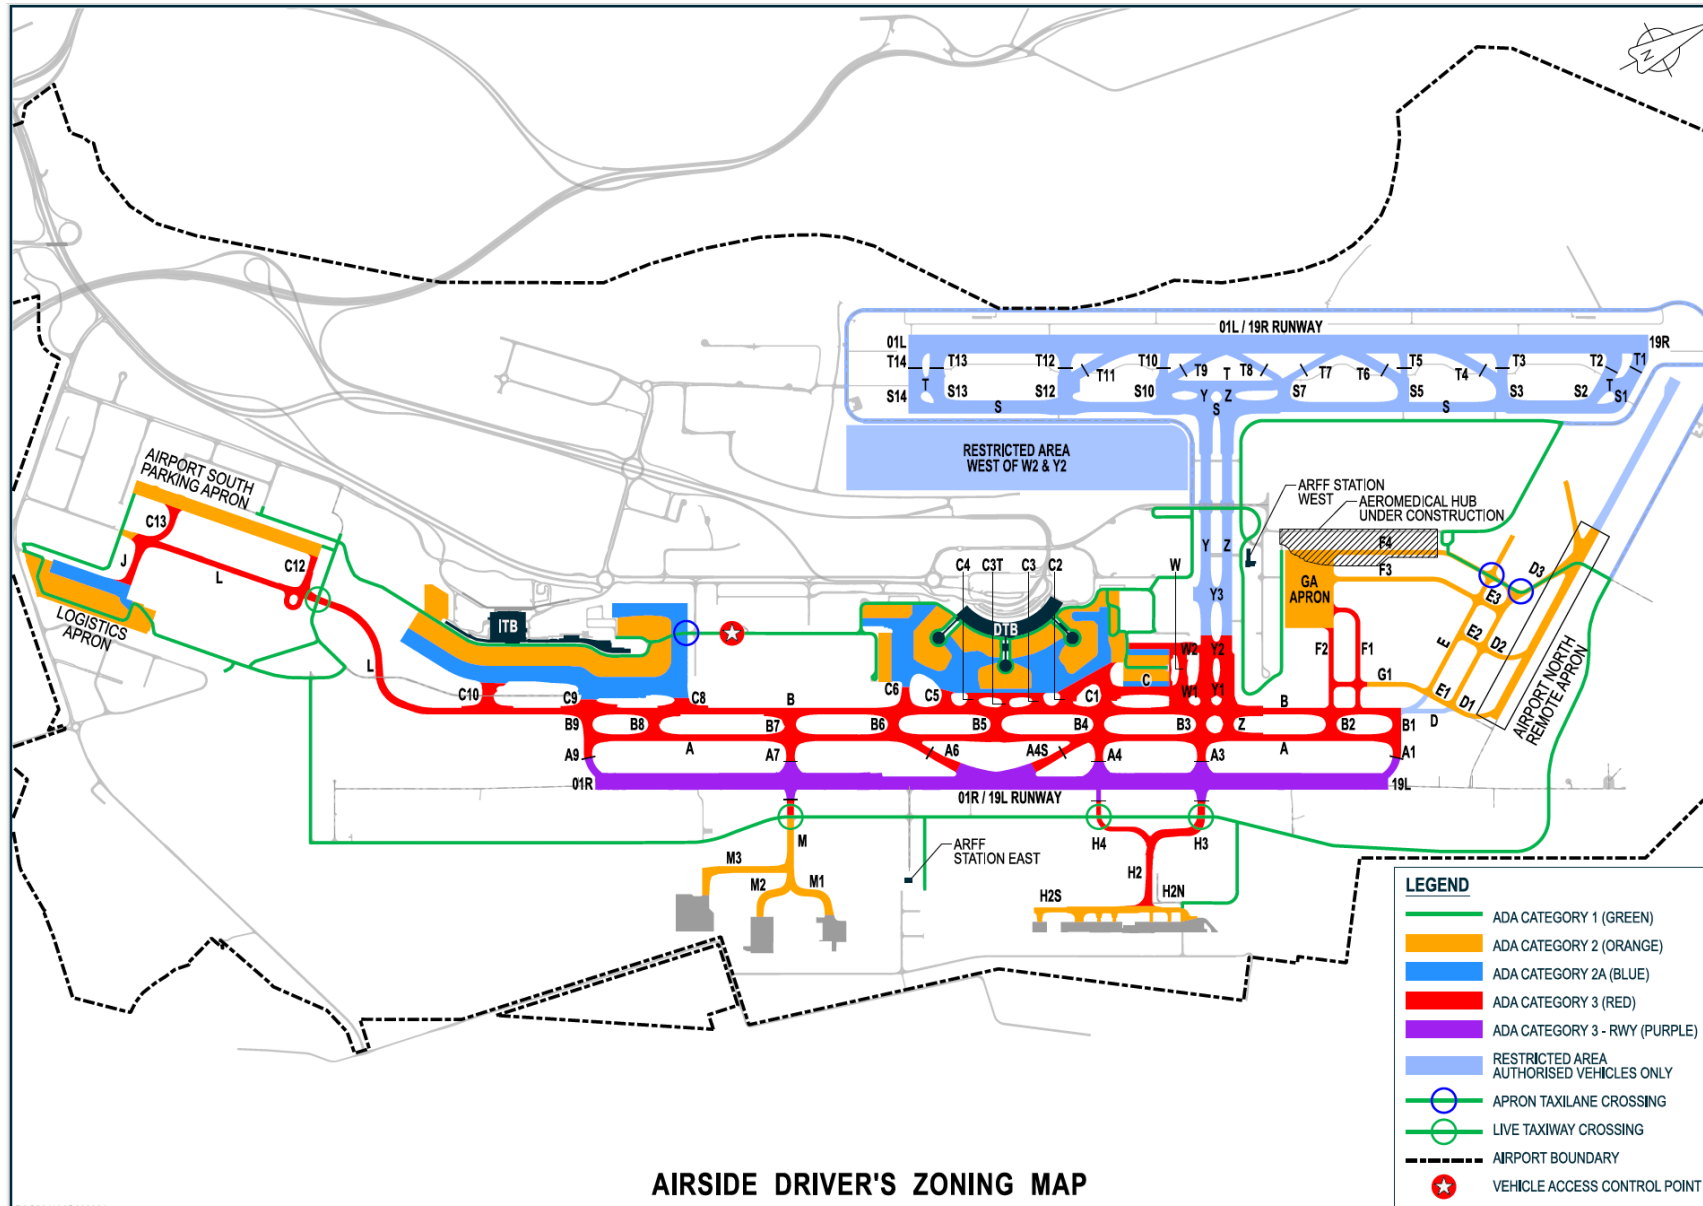 N
01L / 19R RUNWAY
01L
19R
T14
T13
T12
T11
T10
T9
T
T8
T7
T6
T5
T4
T3
T2
T1
T
T
S14
S13
S12
S10
Y
Z
S7
S5
S3
S2
S1
S
S
S
RESTRICTED AREA
WEST OF W2 & Y2
AIRPORT SOUTH
PARKING APRON
C13
J
L
C12
LOGISTICS
APRON
L
ITB
ARFF STATION
WEST
AEROMEDICAL HUB
UNDER CONSTRUCTION
F4
F3
GA
APRON
Y
Z
Y3
C4
C3T
C3
C2
W
DTB
D3
E3
E2
E
D2
E1
D1
D
G1
F2
F1
AIRPORT NORTH
REMOTE APRON
W2
Y2
W1
Y1
C
C1
C5
C6
C8
C9
C10
B
B
B9
B8
B7
B6
B5
B4
B3
Z
B2
B1
A9
A
A7
A6
A4S
A4
A3
A
A1
01R
01R / 19L RUNWAY
19L
M
M3
M2
M1
ARFF
STATION EAST
H4
H3
H2
H2S
H2N
LEGEND
ADA CATEGORY 1 (GREEN)
ADA CATEGORY 2 (ORANGE)
ADA CATEGORY 2A (BLUE)
ADA CATEGORY 3 (RED)
ADA CATEGORY 3 - RWY (PURPLE)
RESTRICTED AREA
AUTHORISED VEHICLES ONLY
APRON TAXILANE CROSSING
LIVE TAXIWAY CROSSING
AIRPORT BOUNDARY
VEHICLE ACCESS CONTROL POINT
AIRSIDE DRIVER'S ZONING MAP